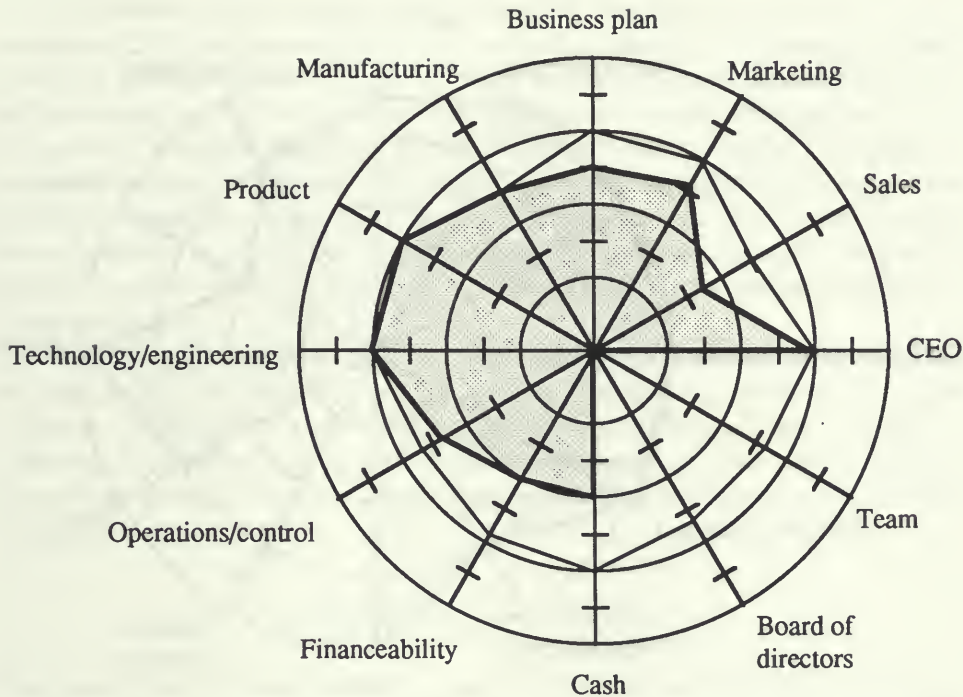 Business plan
Manufacturing
Marketing
Product
Sales
Technology/engineering
CEO
Operations/control
Team
Financeability
Board of
directors
Cash